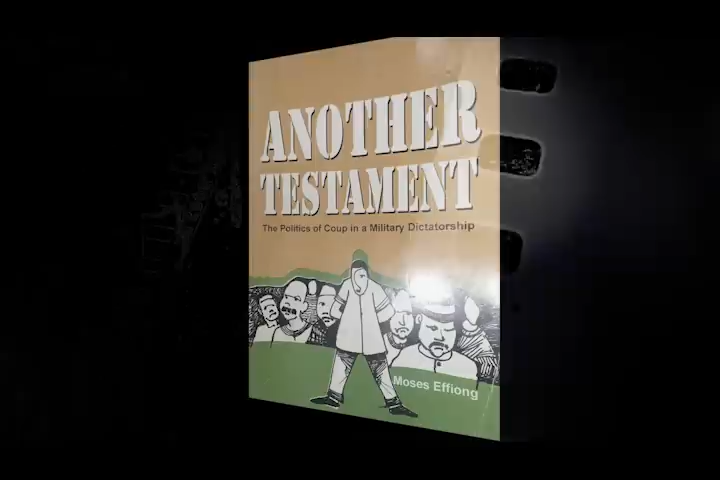 ANOTHER
TESTAMENT
The Politics of Coup in a Military Dictatorship
Moses Effiong